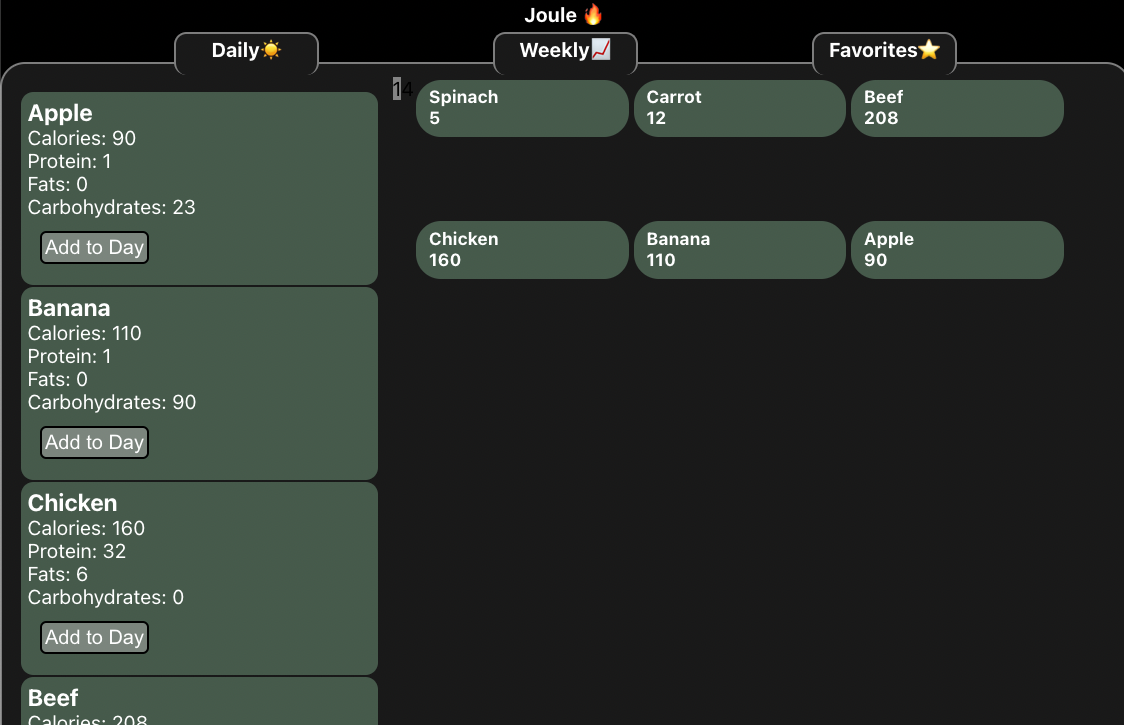 Joule 🔥
Daily☀️
Weekly📈
Favorites⭐
Apple
Calories: 90
Protein: 1
Fats: 0
Carbohydrates: 23
Add to Day
Banana
Calories: 110
Protein: 1
Fats: 0
Carbohydrates: 90
Add to Day
Chicken
Calories: 160
Protein: 32
Fats: 6
Carbohydrates: 0
Add to Day
Beef
Calories: 208
14
Spinach
5
Carrot
12
Beef
208
Chicken
160
Banana
110
Apple
90